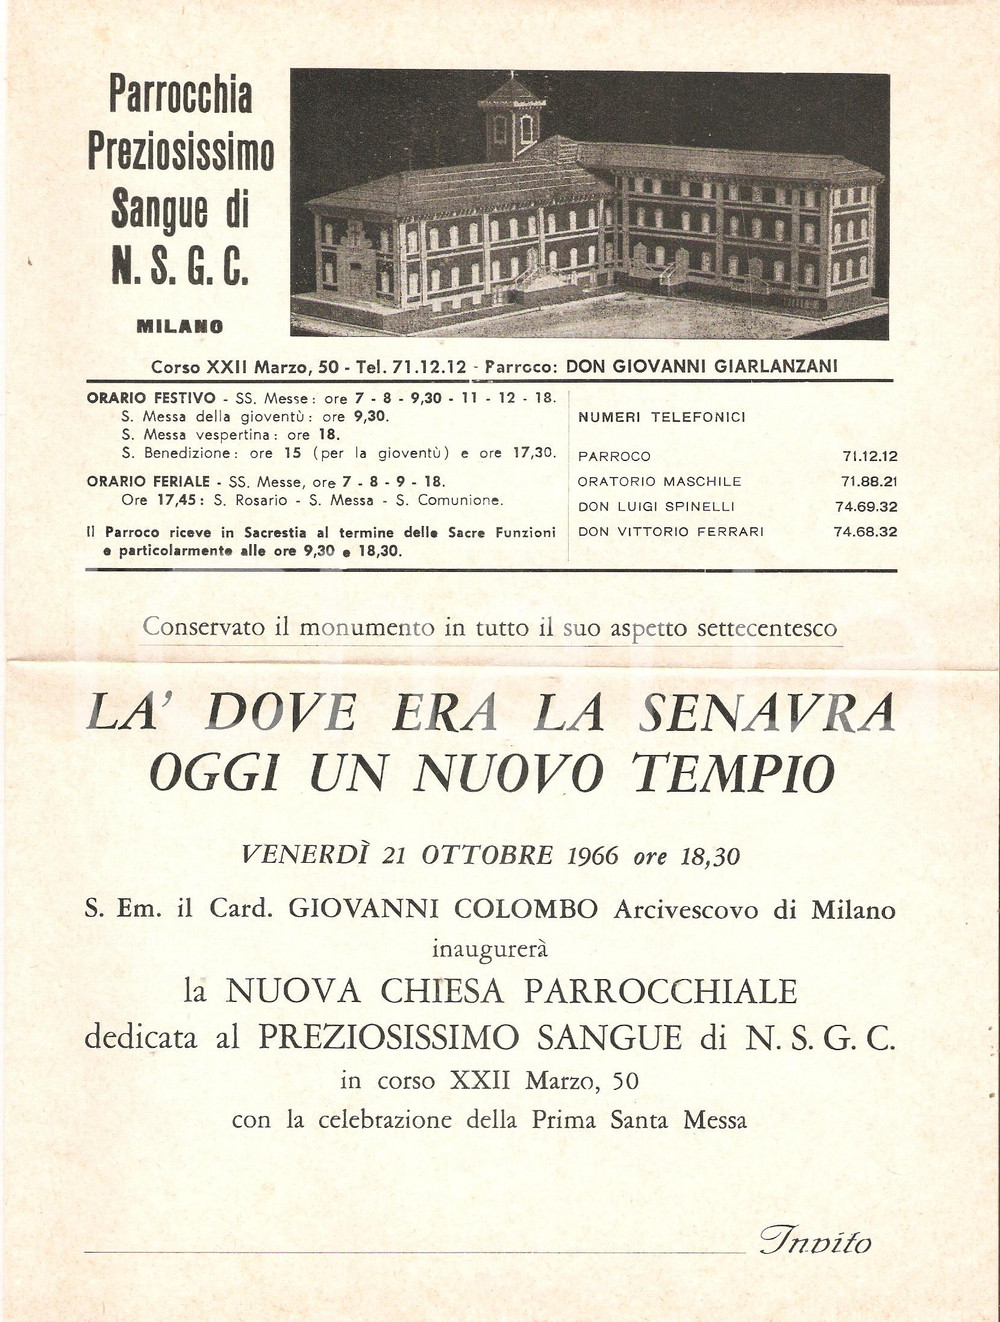 Parrocchia
Preziosissimo
Sangue di
N. S. G. C.
MILANO
Corso XXII Marzo, 50 - Tel. 71.12.12 - Parroco: DON GIOVANNI GIARLANZANI
ORARIO FESTIVO - SS. Messe: ore 7 - 8 - 9,30 - 11 - 12 - 18.
S. Messa della gioventù: ore 9,30.
S. Messa vespertina: ore 18.
S. Benedizione: ore 15 (per la gioventù) e ore 17,30.
ORARIO FERIALE - SS. Messe, ore 7 - 8 - 9 - 18.
Ore 17,45: S. Rosario - S. Messa - S. Comunione.
Il Parroco riceve in Sacrestia al termine delle Sacre Funzioni
e particolarmente alle ore 9,30 e 18,30.
NUMERI TELEFONICI
PARROCO 71.12.12
ORATORIO MASCHILE 71.88.21
DON LUIGI SPINELLI 74.69.32
DON VITTORIO FERRARI 74.68.32
Conservato il monumento in tutto il suo aspetto settecentesco
LA' DOVE ERA LA SENAVRA
OGGI UN NUOVO TEMPIO
VENERDÌ 21 OTTOBRE 1966 ore 18,30
S. Em. il Card. GIOVANNI COLOMBO Arcivescovo di Milano
inaugurerà
la NUOVA CHIESA PARROCCHIALE
dedicata al PREZIOSISSIMO SANGUE di N. S. G. C.
in corso XXII Marzo, 50
con la celebrazione della Prima Santa Messa
Invito